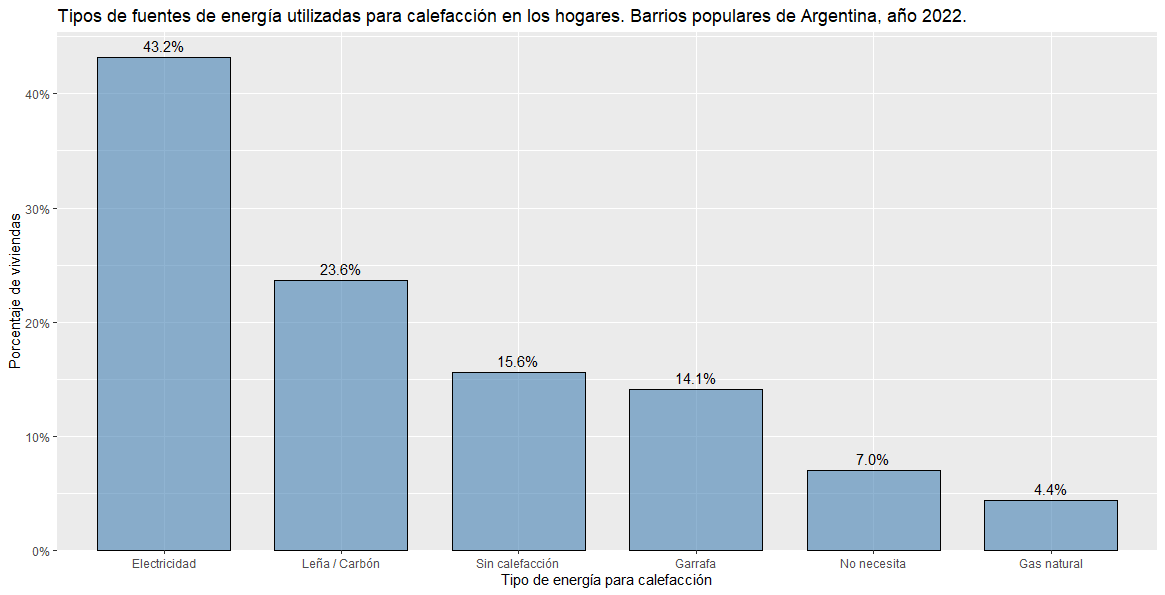 Tipos de fuentes de energía utilizadas para calefacción en los hogares. Barrios populares de Argentina, año 2022.
43.2%
23.6%
15.6%
14.1%
7.0%
4.4%
Porcentaje de viviendas
40%
30%
20%
10%
0%
Electricidad
Leña / Carbón
Sin calefacción
Garrafa
No necesita
Gas natural
Tipo de energía para calefacción